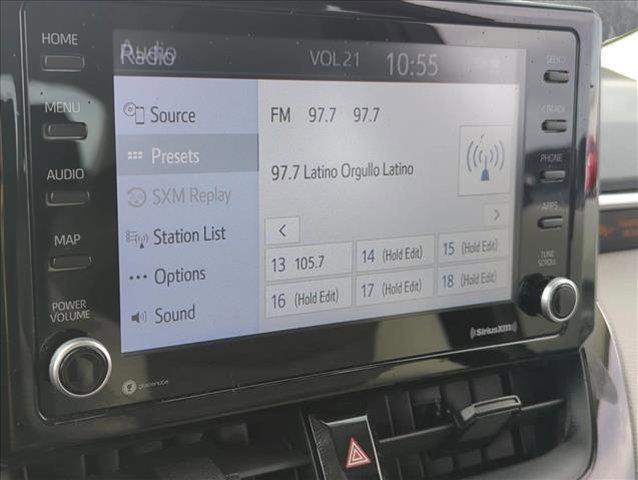 HOME
MENU
AUDIO
MAP
POWER
VOLUME
Audio
Radio
VOL21
10:55
Source
Presets
SXM Replay
Station List
Options
Sound
FM 97.7 97.7
97.7 Latino Orgullo Latino
13 105.7
14 (Hold Edit)
15 (Hold Edit)
16 (Hold Edit)
17 (Hold Edit)
18 (Hold Edit)
SEEK >
< TRACK
PHONE
APPS
TUNE
SCROLL
SiriusXM
gracenote